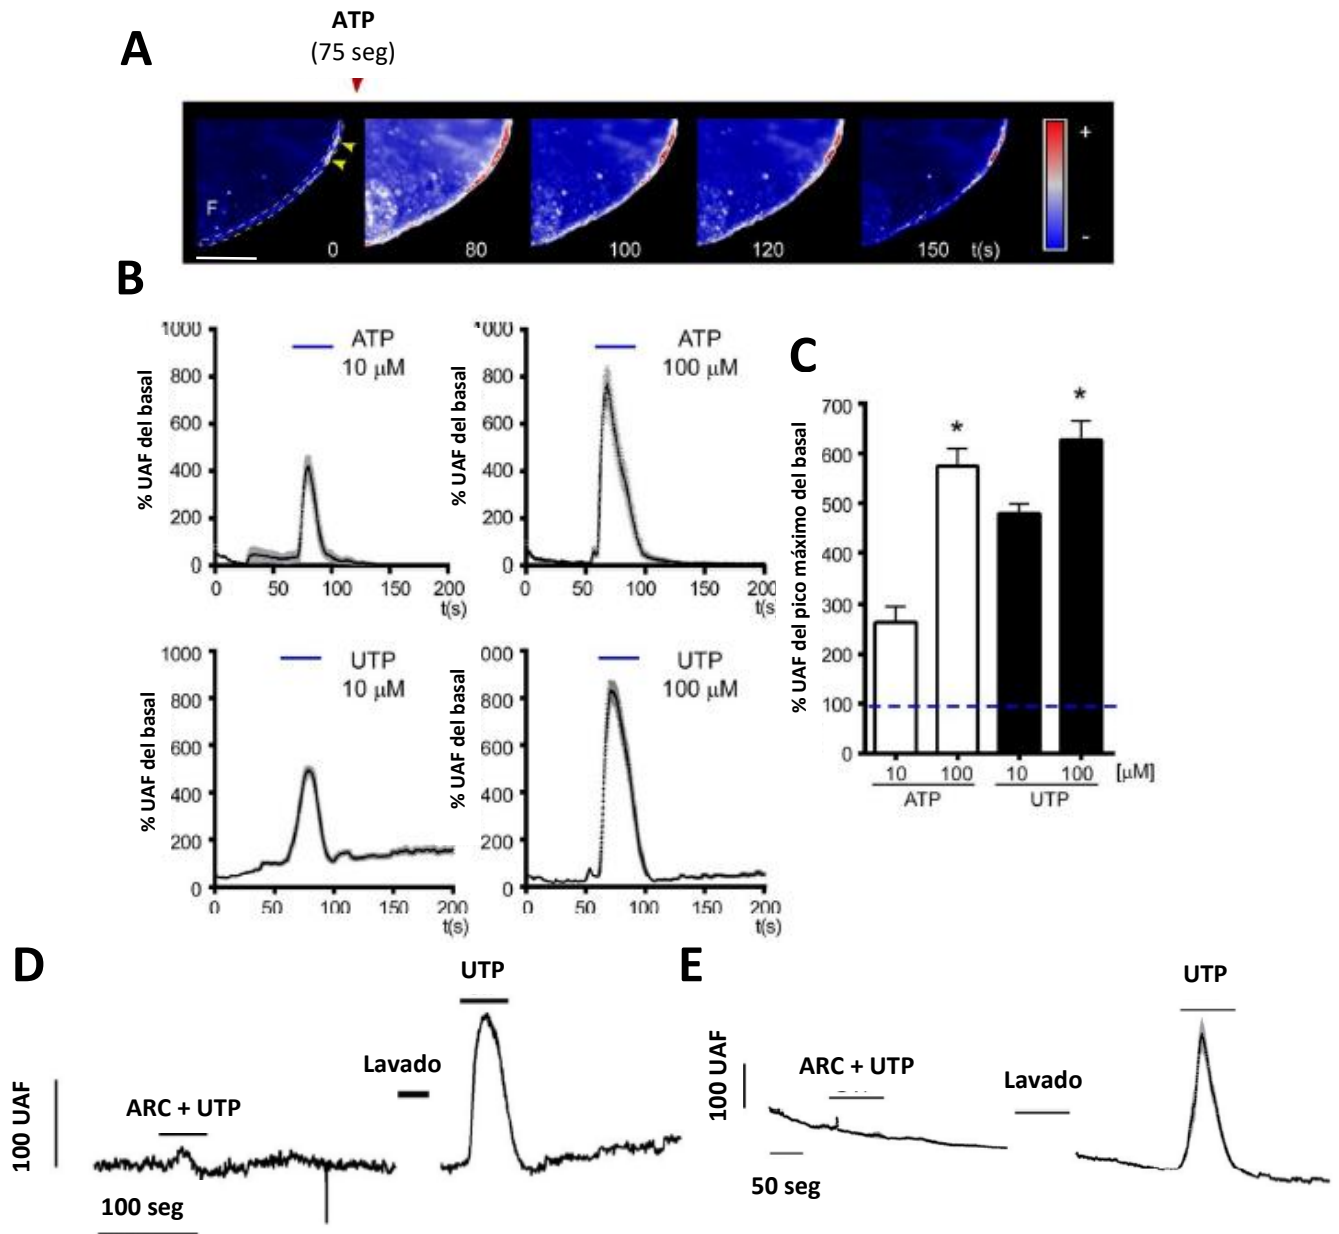 A
ATP
(75 seg)
F
0
80
100
120
150 t(s)
+
-
B
% UAF del basal
1000
800
600
400
200
0
ATP
10 µM
0 50 100 150 200
t(s)
% UAF del basal
000
800
600
400
200
0
ATP
100 µM
0 50 100 150 200
t(s)
% UAF del basal
1000
800
600
400
200
0
UTP
10 µM
0 50 100 150 200
t(s)
% UAF del basal
000
800
600
400
200
0
UTP
100 µM
0 50 100 150 200
t(s)
C
% UAF del pico máximo del basal
700
600
500
400
300
200
100
0
*
*
10 100 10 100 [µM]
ATP UTP
D
100 UAF
ARC + UTP
Lavado
UTP
100 seg
E
100 UAF
ARC + UTP
Lavado
UTP
50 seg